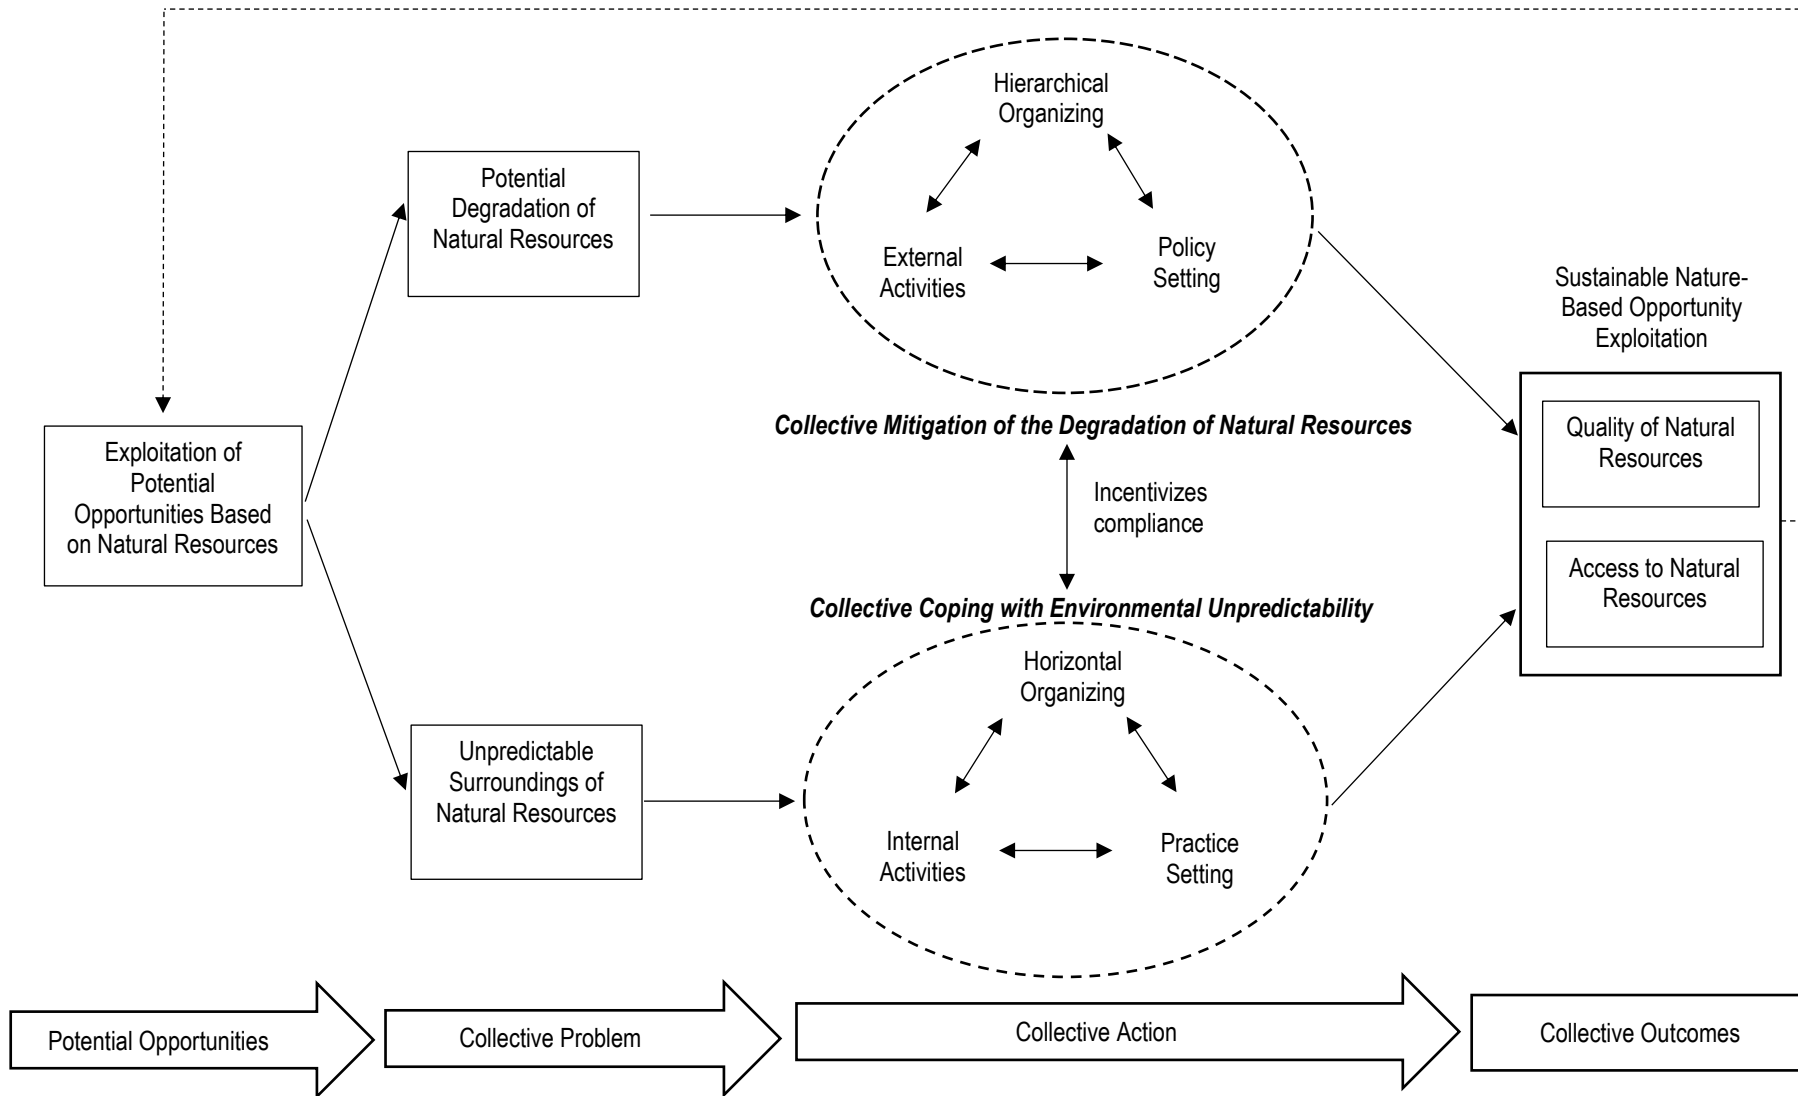 Hierarchical
Organizing
External
Activities
Policy
Setting
Potential
Degradation of
Natural Resources
Collective Mitigation of the Degradation of Natural Resources
Sustainable Nature-
Based Opportunity
Exploitation
Quality of Natural
Resources
Access to Natural
Resources
Exploitation of
Potential
Opportunities Based
on Natural Resources
Incentivizes
compliance
Collective Coping with Environmental Unpredictability
Horizontal
Organizing
Internal
Activities
Practice
Setting
Unpredictable
Surroundings of
Natural Resources
Potential Opportunities
Collective Problem
Collective Action
Collective Outcomes